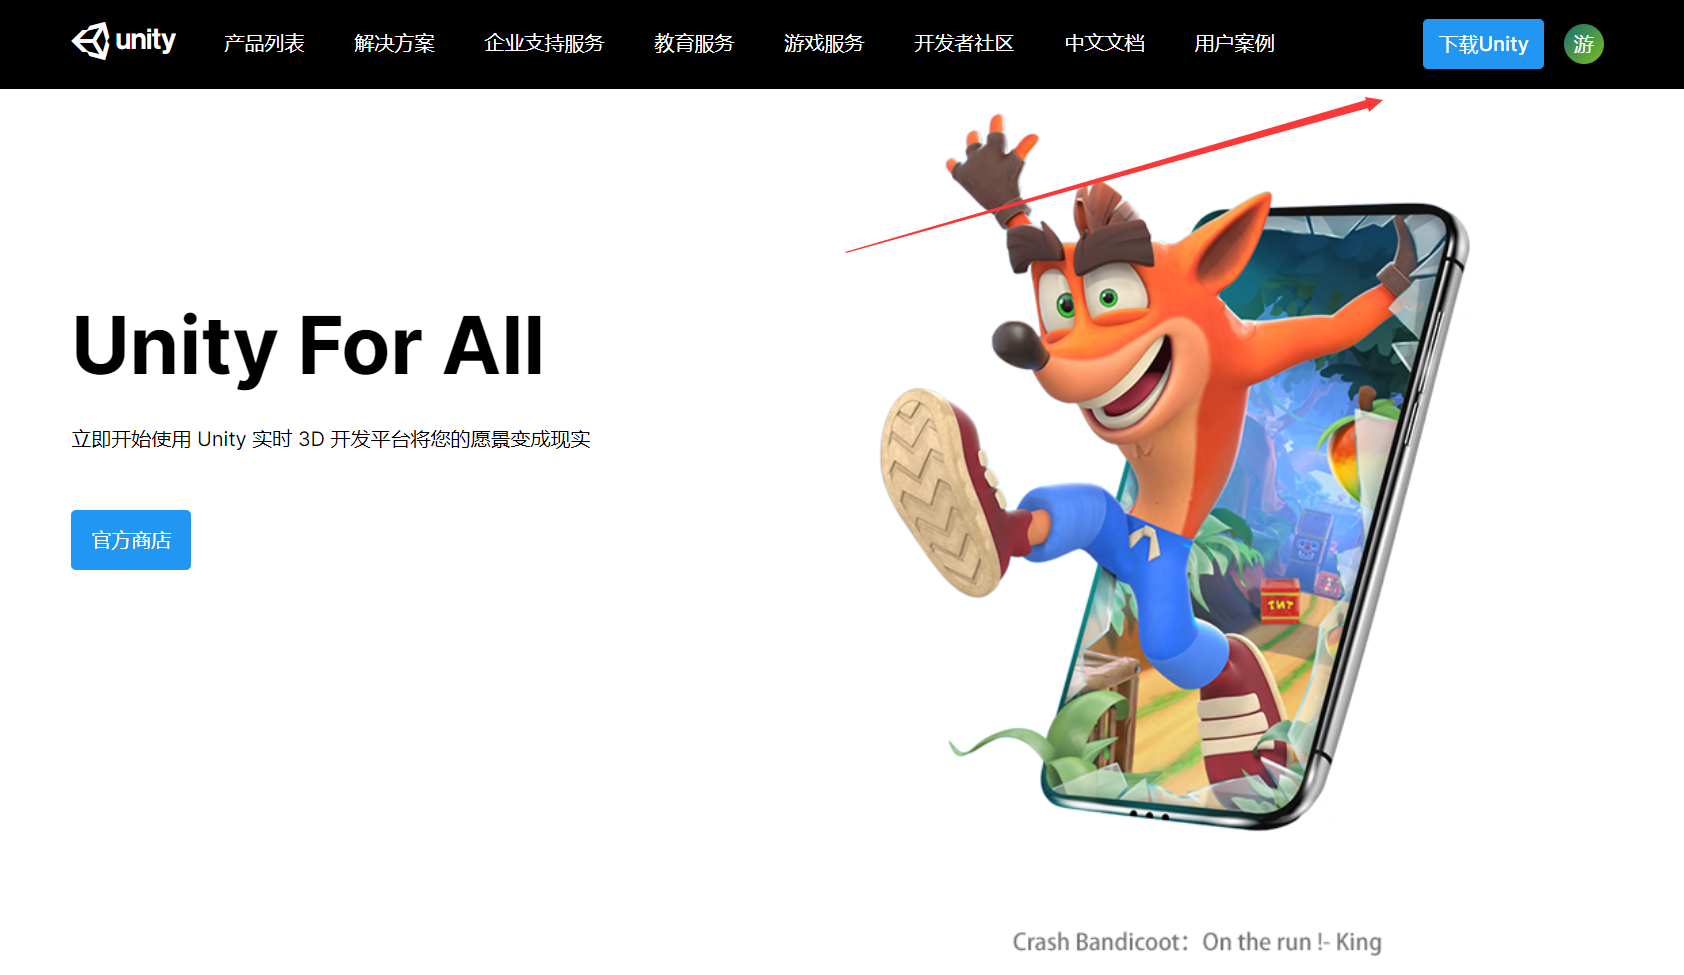 unity 产品列表 解决方案 企业支持服务 教育服务 游戏服务 开发者社区 中文文档 用户案例 下载Unity 游
Unity For All
立即开始使用 Unity 实时 3D 开发平台将您的愿景变成现实
官方商店
TNT
Crash Bandicoot：On the run !- King